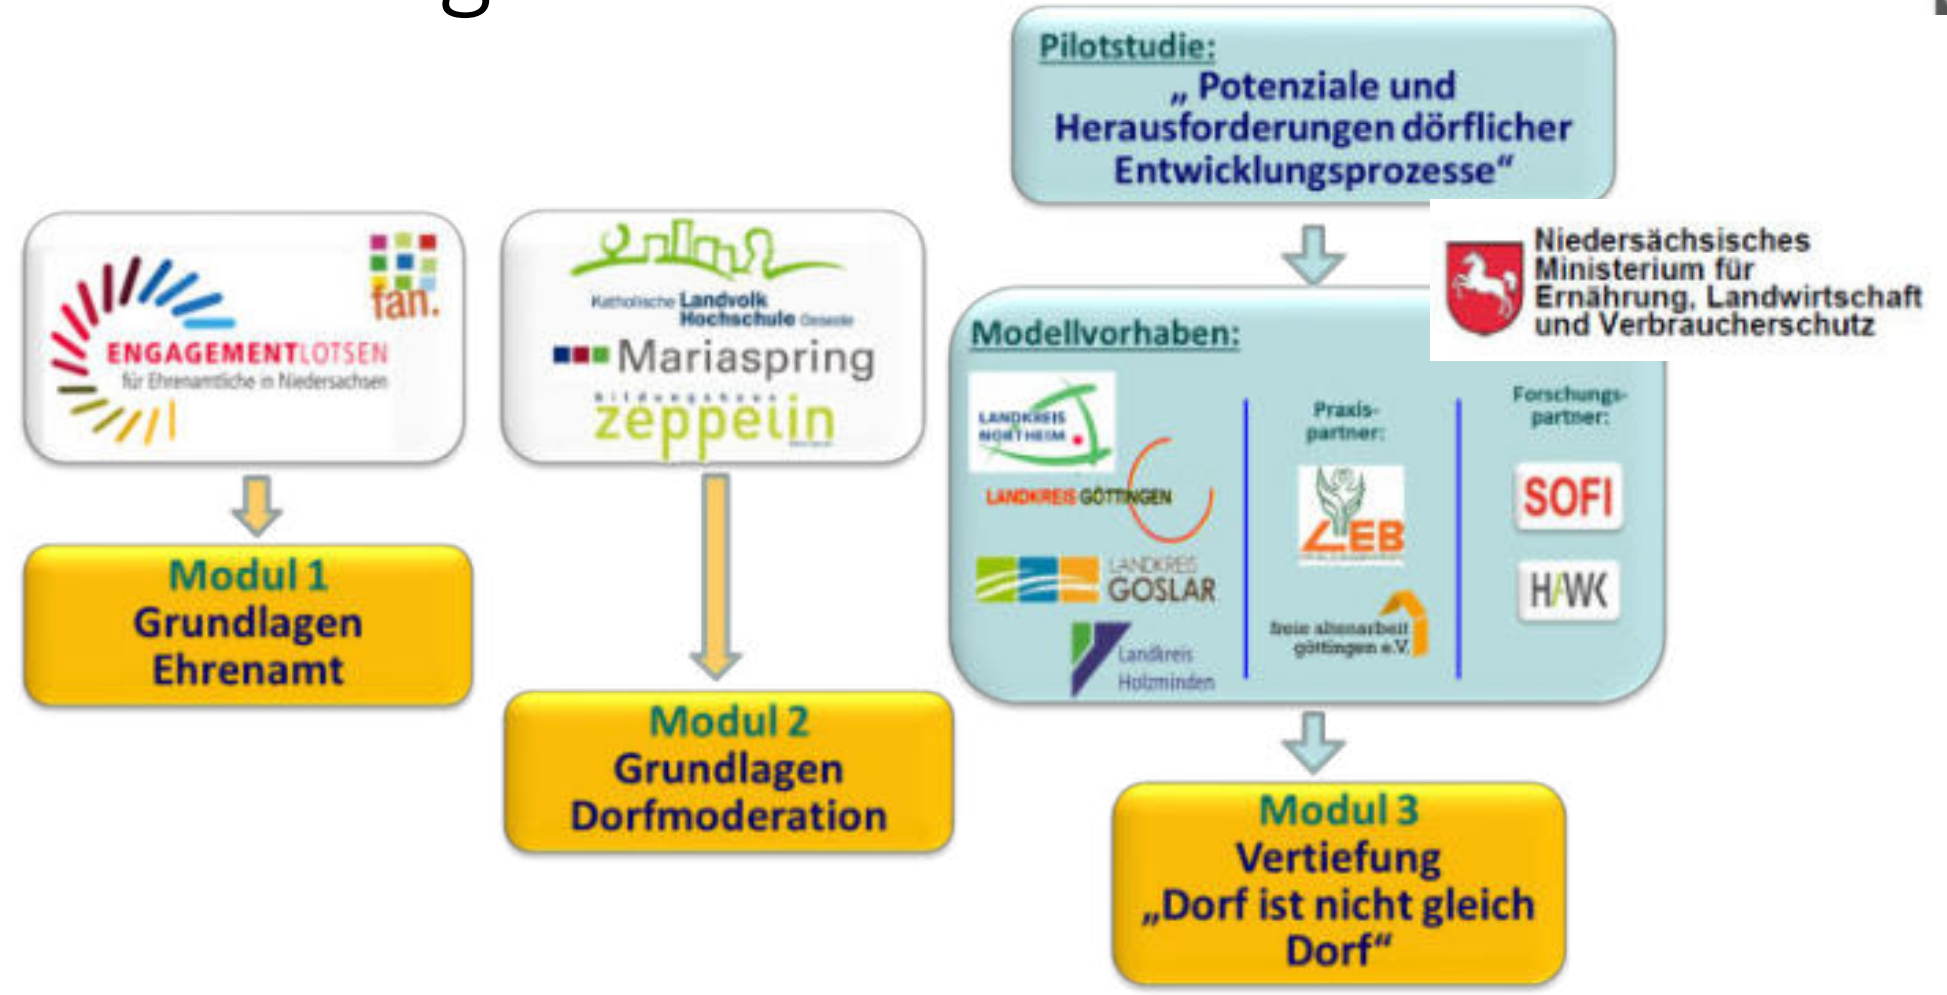 Pilotstudie:
„ Potenziale und
Herausforderungen dörflicher
Entwicklungsprozesse“
fan.
ENGAGEMENTLOTSEN
für Ehrenamtliche in Niedersachsen
Modul 1
Grundlagen
Ehrenamt
Katholische Landvolk
Hochschule Oesede
Mariaspring
bildungshaus
zeppelin
Modul 2
Grundlagen
Dorfmoderation
Niedersächsisches
Ministerium für
Ernährung, Landwirtschaft
und Verbraucherschutz
Modellvorhaben:
LANDKREIS
NORTHEIM
LANDKREIS GÖTTINGEN
LANDKREIS
GOSLAR
Landkreis
Holzminden
Praxis-
partner:
LEB
freie altenarbeit
göttingen e.V.
Forschungs-
partner:
SOFI
HAWK
Modul 3
Vertiefung
„Dorf ist nicht gleich
Dorf“